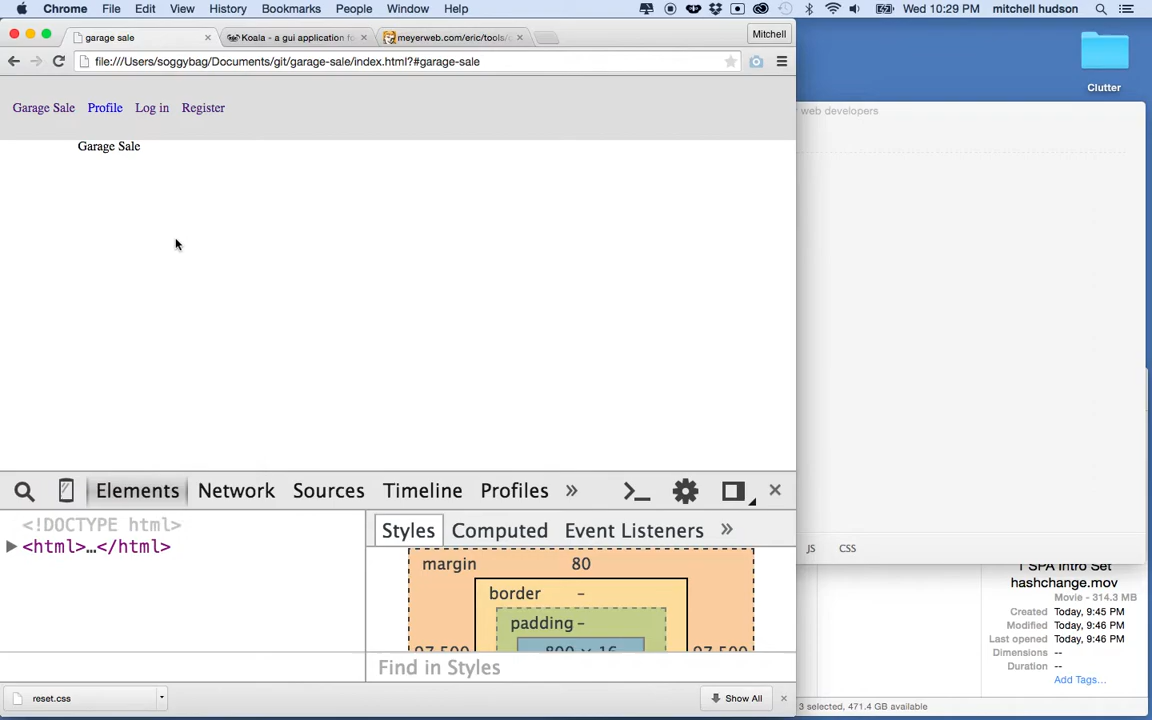 Chrome File Edit View History Bookmarks People Window Help Wed 10:29 PM mitchell hudson
garage sale Koala - a gui application fo meyerweb.com/eric/tools/c Mitchell
file:///Users/soggybag/Documents/git/garage-sale/index.html?#garage-sale
Clutter
web developers
Garage Sale Profile Log in Register
Garage Sale
Elements Network Sources Timeline Profiles »
<!DOCTYPE html>
<html>…</html>
Styles Computed Event Listeners »
margin 80
border –
padding –
800 × 16
Find in Styles
JS CSS
1 SPA Intro Set
hashchange.mov
Movie - 314.3 MB
Created Today, 9:45 PM
Modified Today, 9:46 PM
Last opened Today, 9:46 PM
Dimensions --
Duration --
Add Tags…
reset.css Show All
3 selected, 471.4 GB available